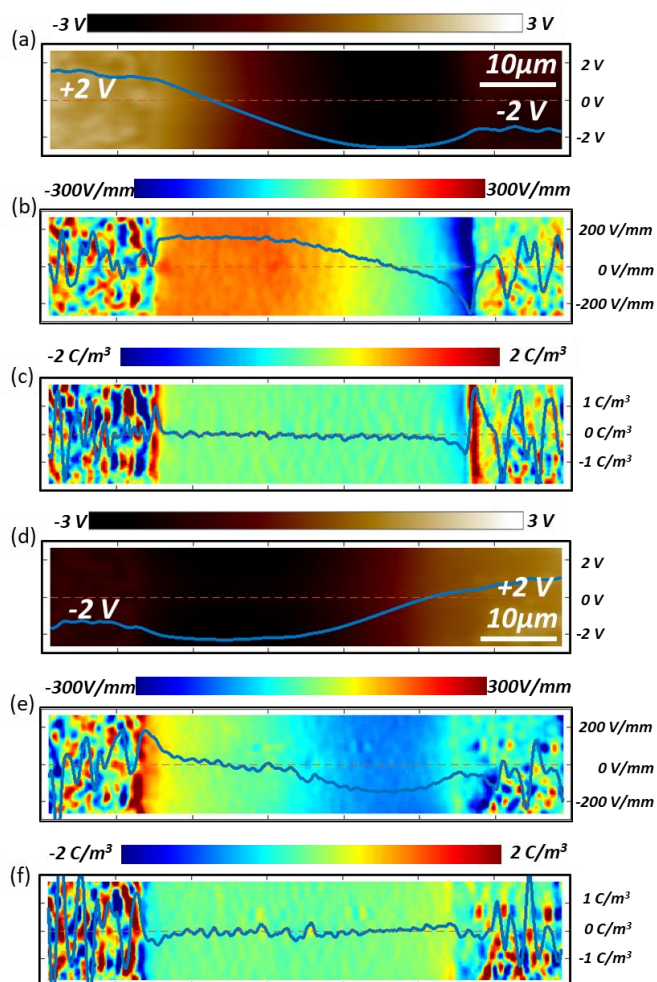 -3 V 3 V
(a)
10μm
2 V
+2 V
0 V
-2 V
-2 V
-300V/mm 300V/mm
(b)
200 V/mm
0 V/mm
-200 V/mm
-2 C/m³ 2 C/m³
(c)
1 C/m³
0 C/m³
-1 C/m³
-3 V 3 V
(d)
2 V
-2 V
+2 V
0 V
10μm
-2 V
-300V/mm 300V/mm
(e)
200 V/mm
0 V/mm
-200 V/mm
-2 C/m³ 2 C/m³
(f)
1 C/m³
0 C/m³
-1 C/m³